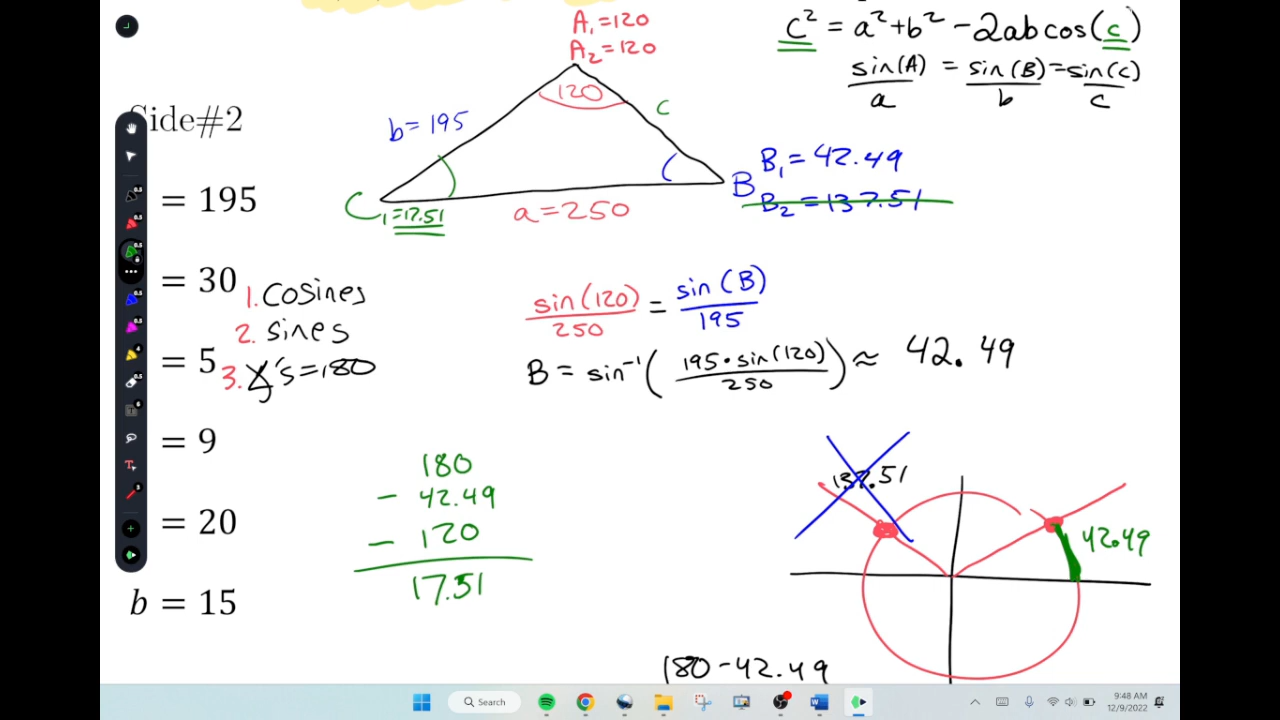 A₁=120
A₂=120
120
b=195
c
C₁=17.51
a=250
B
B₁=42.49
B₂=137.51
c² = a²+b² -2ab cos(c)
sin(A)/a = sin(B)/b = sin(c)/c
Side#2
= 195
= 30
= 5
= 9
= 20
b = 15
1. cosines
2. sines
3. ∡'s=180
sin(120)/250 = sin(B)/195
B = sin⁻¹(195·sin(120)/250) ≈ 42.49
180
- 42.49
- 120
17.51
137.51
42.49
180-42.49
Search
9:48 AM
12/9/2022